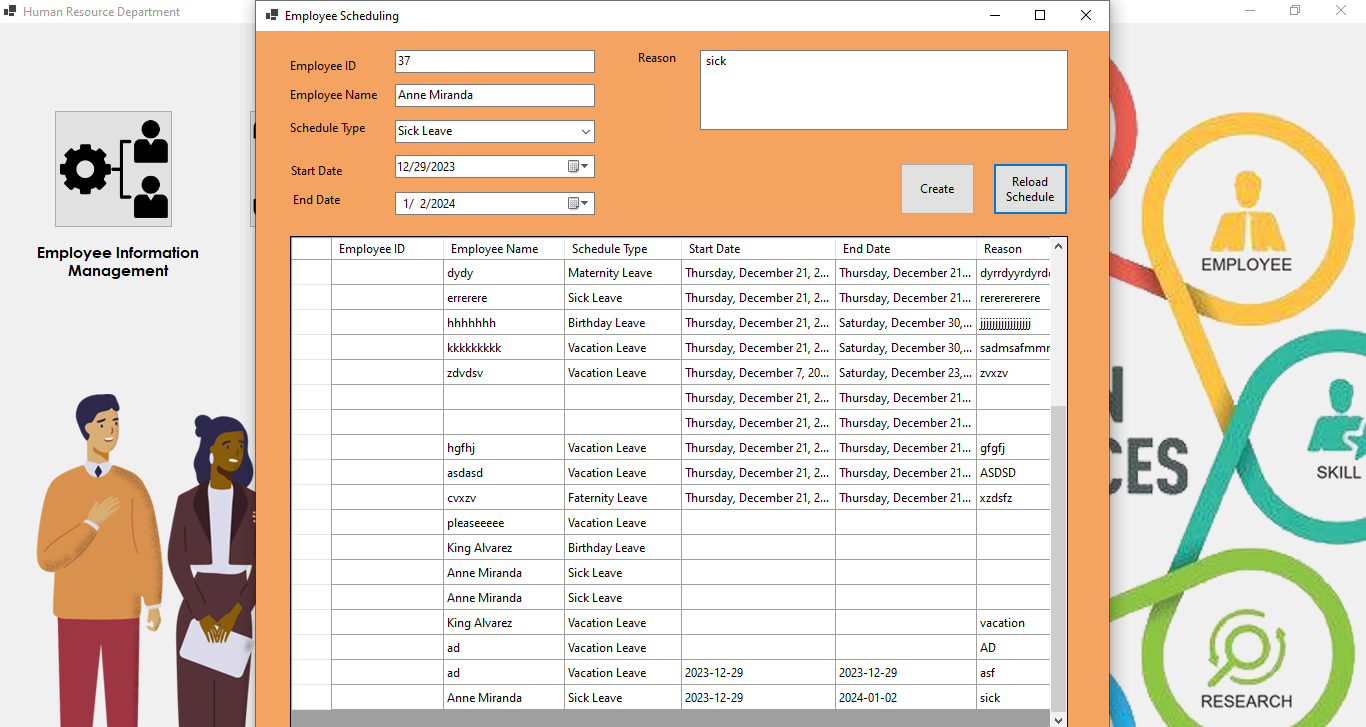 Human Resource Department
Employee Scheduling
Employee ID 37
Employee Name Anne Miranda
Schedule Type Sick Leave
Start Date 12/29/2023
End Date 1/ 2/2024
Reason sick
Create
Reload
Schedule
Employee Information
Management
Employee ID Employee Name Schedule Type Start Date End Date Reason
dydy Maternity Leave Thursday, December 21, 2... Thursday, December 21...
errerere Sick Leave Thursday, December 21, 2... Thursday, December 21... rerererere
hhhhhhh Birthday Leave Thursday, December 21, 2... Saturday, December 30,...
kkkkkkkkk Vacation Leave Thursday, December 21, 2... Saturday, December 30,...
zdvdsv Vacation Leave Thursday, December 7, 20... Saturday, December 23,... zvxzv
Thursday, December 21, 2... Thursday, December 21...
Thursday, December 21, 2... Thursday, December 21...
hgfhj Vacation Leave Thursday, December 21, 2... Thursday, December 21... gfgfj
asdasd Vacation Leave Thursday, December 21, 2... Thursday, December 21... ASDSD
cvxzv Faternity Leave Thursday, December 21, 2... Thursday, December 21... xzdsfz
pleaseeeee Vacation Leave
King Alvarez Birthday Leave
Anne Miranda Sick Leave
Anne Miranda Sick Leave
King Alvarez Vacation Leave vacation
ad Vacation Leave AD
ad Vacation Leave 2023-12-29 2023-12-29 asf
Anne Miranda Sick Leave 2023-12-29 2024-01-02 sick
EMPLOYEE
SKILL
RESEARCH